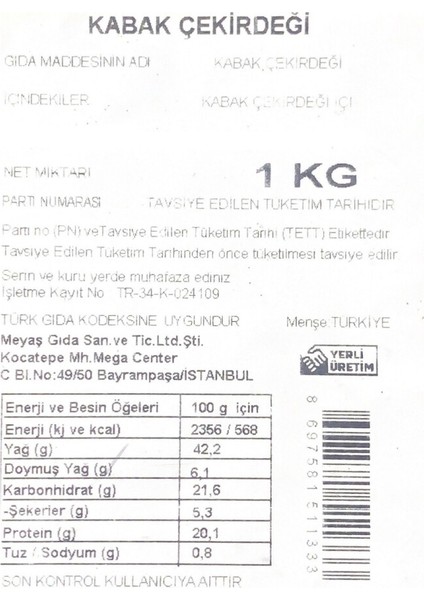 KABAK ÇEKİRDEĞİ
GIDA MADDESİNİN ADI KABAK ÇEKİRDEĞİ
İÇİNDEKİLER KABAK ÇEKİRDEĞİ İÇİ
NET MİKTARI 1 KG
PARTİ NUMARASI TAVSİYE EDİLEN TÜKETİM TARİHİDİR
Parti no (PN) ve Tavsiye Edilen Tüketim Tarihi (TETT) Etikettedir
Tavsiye Edilen Tüketim Tarihinden önce tüketilmesi tavsiye edilir
Serin ve kuru yerde muhafaza ediniz
İşletme Kayıt No TR-34-K-024109
TÜRK GIDA KODEKSİNE UYGUNDUR Menşe:TÜRKİYE
Meyaş Gıda San.ve Tic.Ltd.Şti.
Kocatepe Mh.Mega Center
C Bl.No:49/50 Bayrampaşa/İSTANBUL
YERLİ
ÜRETİM
Enerji ve Besin Öğeleri 100 g için
Enerji (kj ve kcal) 2356 / 568
Yağ (g) 42,2
Doymuş Yağ (g) 6,1
Karbonhidrat (g) 21,6
-Şekerler (g) 5,3
Protein (g) 20,1
Tuz / Sodyum (g) 0,8
SON KONTROL KULLANICIYA AİTTİR